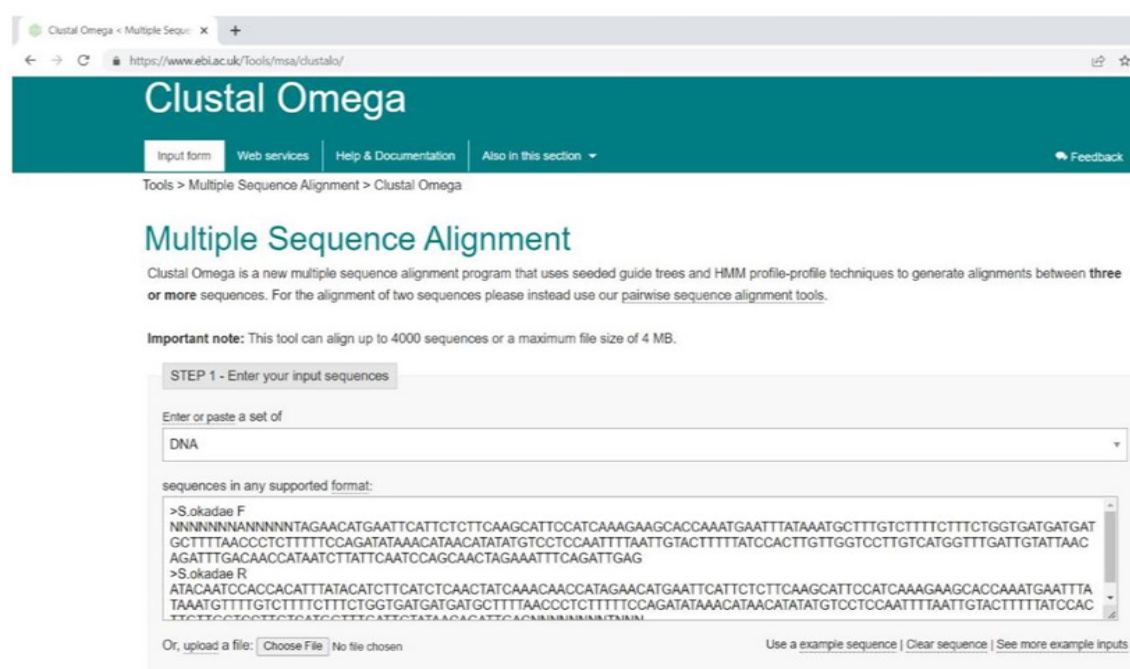 Clustal Omega < Multiple Seque
https://www.ebi.ac.uk/Tools/msa/clustalo/
Clustal Omega
Input form Web services Help & Documentation Also in this section Feedback
Tools > Multiple Sequence Alignment > Clustal Omega
Multiple Sequence Alignment
Clustal Omega is a new multiple sequence alignment program that uses seeded guide trees and HMM profile-profile techniques to generate alignments between three
or more sequences. For the alignment of two sequences please instead use our pairwise sequence alignment tools.
Important note: This tool can align up to 4000 sequences or a maximum file size of 4 MB.
STEP 1 - Enter your input sequences
Enter or paste a set of
DNA
sequences in any supported format:
>S.okadae F
NNNNNNNANNNNNTAGAACATGAATTCATTCTCTTCAAGCATTCCATCAAAGAAGCACCAAATGAATTTATAAATGCTTTGTCTTTTCTTTCTGGTGATGATGAT
GCTTTTAACCCTCTTTTTCCAGATATAAACATAACATATATGTCCTCCAATTTTAATTGTACTTTTTATCCACTTGTTGGTCCTTGTCATGGTTTGATTGTATTAAC
AGATTTGACAACCATAATCTTATTCAATCCAGCAACTAGAAATTTCAGATTGAG
>S.okadae R
ATACAATCCACCACATTTATACATCTTCATCTCAACTATCAAACAACCATAGAACATGAATTCATTCTCTTCAAGCATTCCATCAAAGAAGCACCAAATGAATTTA
TAAATGTTTTGTCTTTTCTTTCTGGTGATGATGATGCTTTTAACCCTCTTTTTCCAGATATAAACATAACATATATGTCCTCCAATTTTAATTGTACTTTTTATCCAC
Or, upload a file: Choose File No file chosen Use a example sequence | Clear sequence | See more example inputs